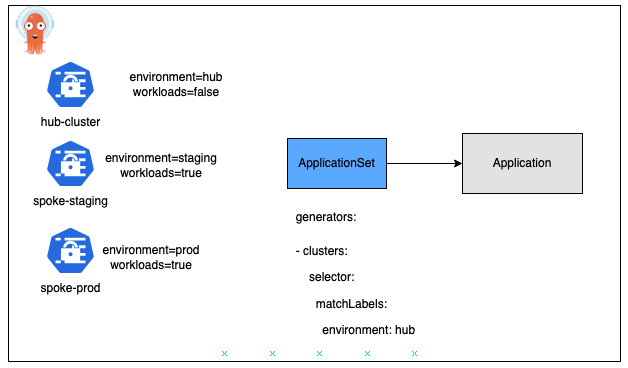 environment=hub
workloads=false
hub-cluster
environment=staging
workloads=true
spoke-staging
environment=prod
workloads=true
spoke-prod
ApplicationSet
Application
generators:
- clusters:
selector:
matchLabels:
environment: hub